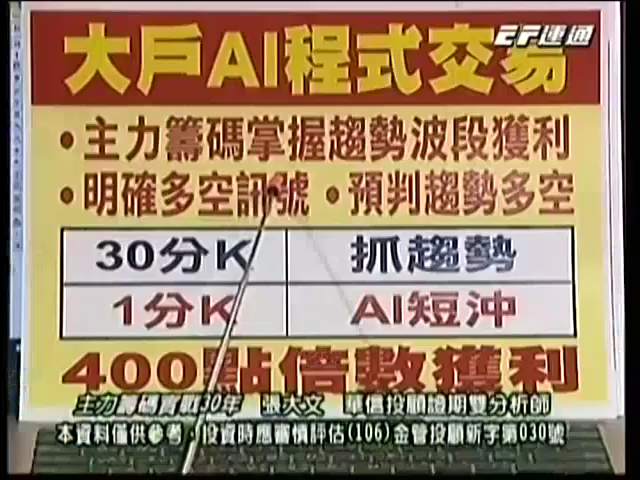 EF運通
大戶AI程式交易
•主力籌碼掌握趨勢波段獲利
•明確多空訊號 •預判趨勢多空
30分K 抓趨勢
1分K AI短沖
400點倍數獲利
主力籌碼實戰30年 張大文 華信投顧證期雙分析師
本資料僅供參考，投資時應審慎評估(106)金管投顧新字第030號